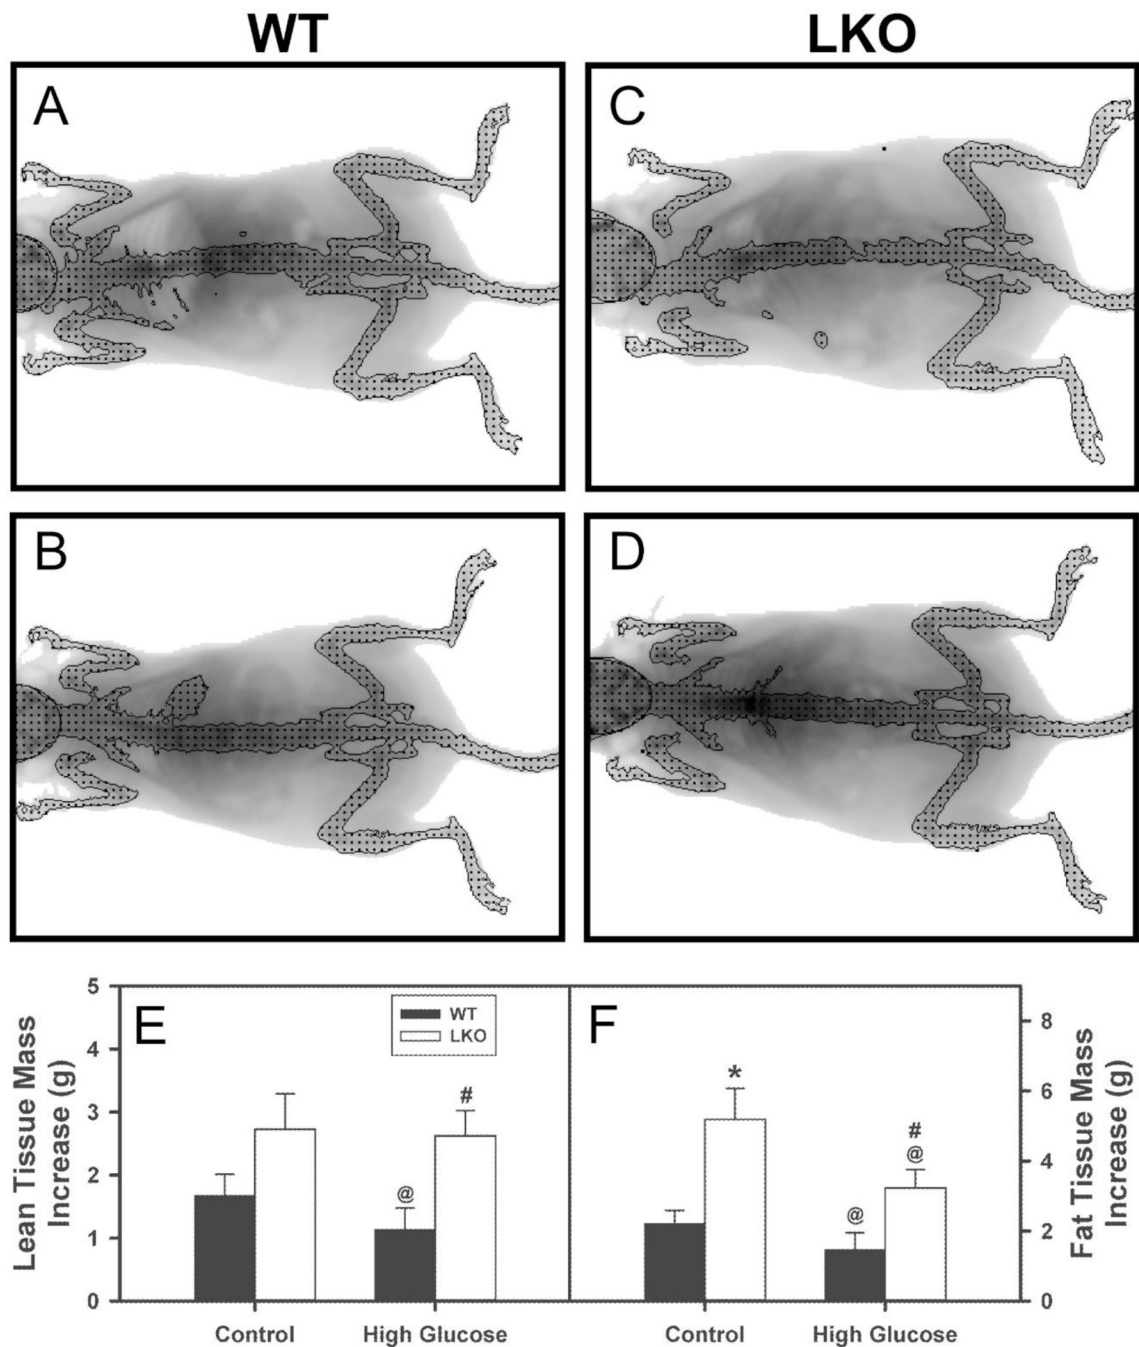 WT
LKO
A
C
B
D
E
F
WT
LKO
5
4
3
2
1
0
Lean Tissue Mass
Increase (g)
@
#
*
@
#
@
8
6
4
2
0
Fat Tissue Mass
Increase (g)
Control
High Glucose
Control
High Glucose